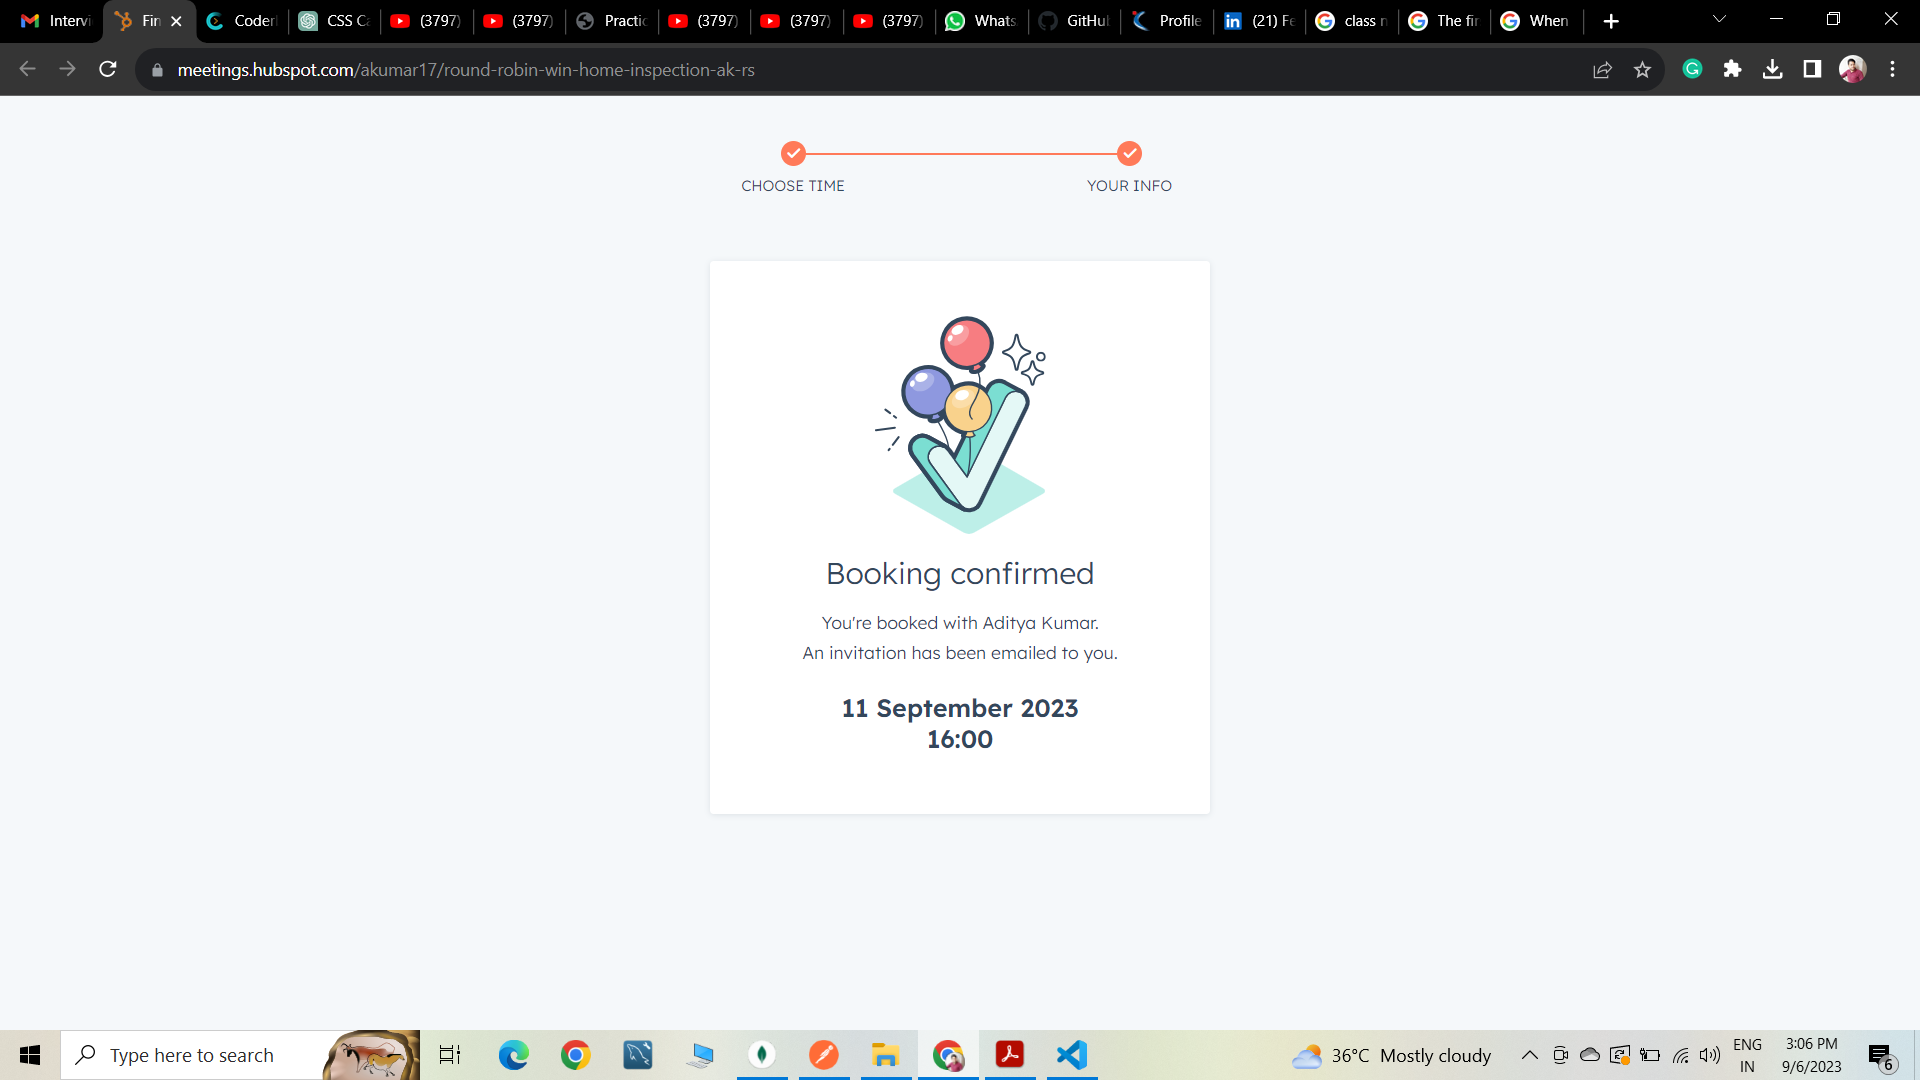 Intervi
Fin
Coder
CSS Ca
(3797)
(3797)
Practic
(3797)
(3797)
(3797)
Whats
GitHub
Profile
(21) Fe
class n
The fir
When
meetings.hubspot.com/akumar17/round-robin-win-home-inspection-ak-rs
CHOOSE TIME
YOUR INFO
Booking confirmed
You're booked with Aditya Kumar.
An invitation has been emailed to you.
11 September 2023
16:00
Type here to search
36°C Mostly cloudy
ENG
IN
3:06 PM
9/6/2023
6